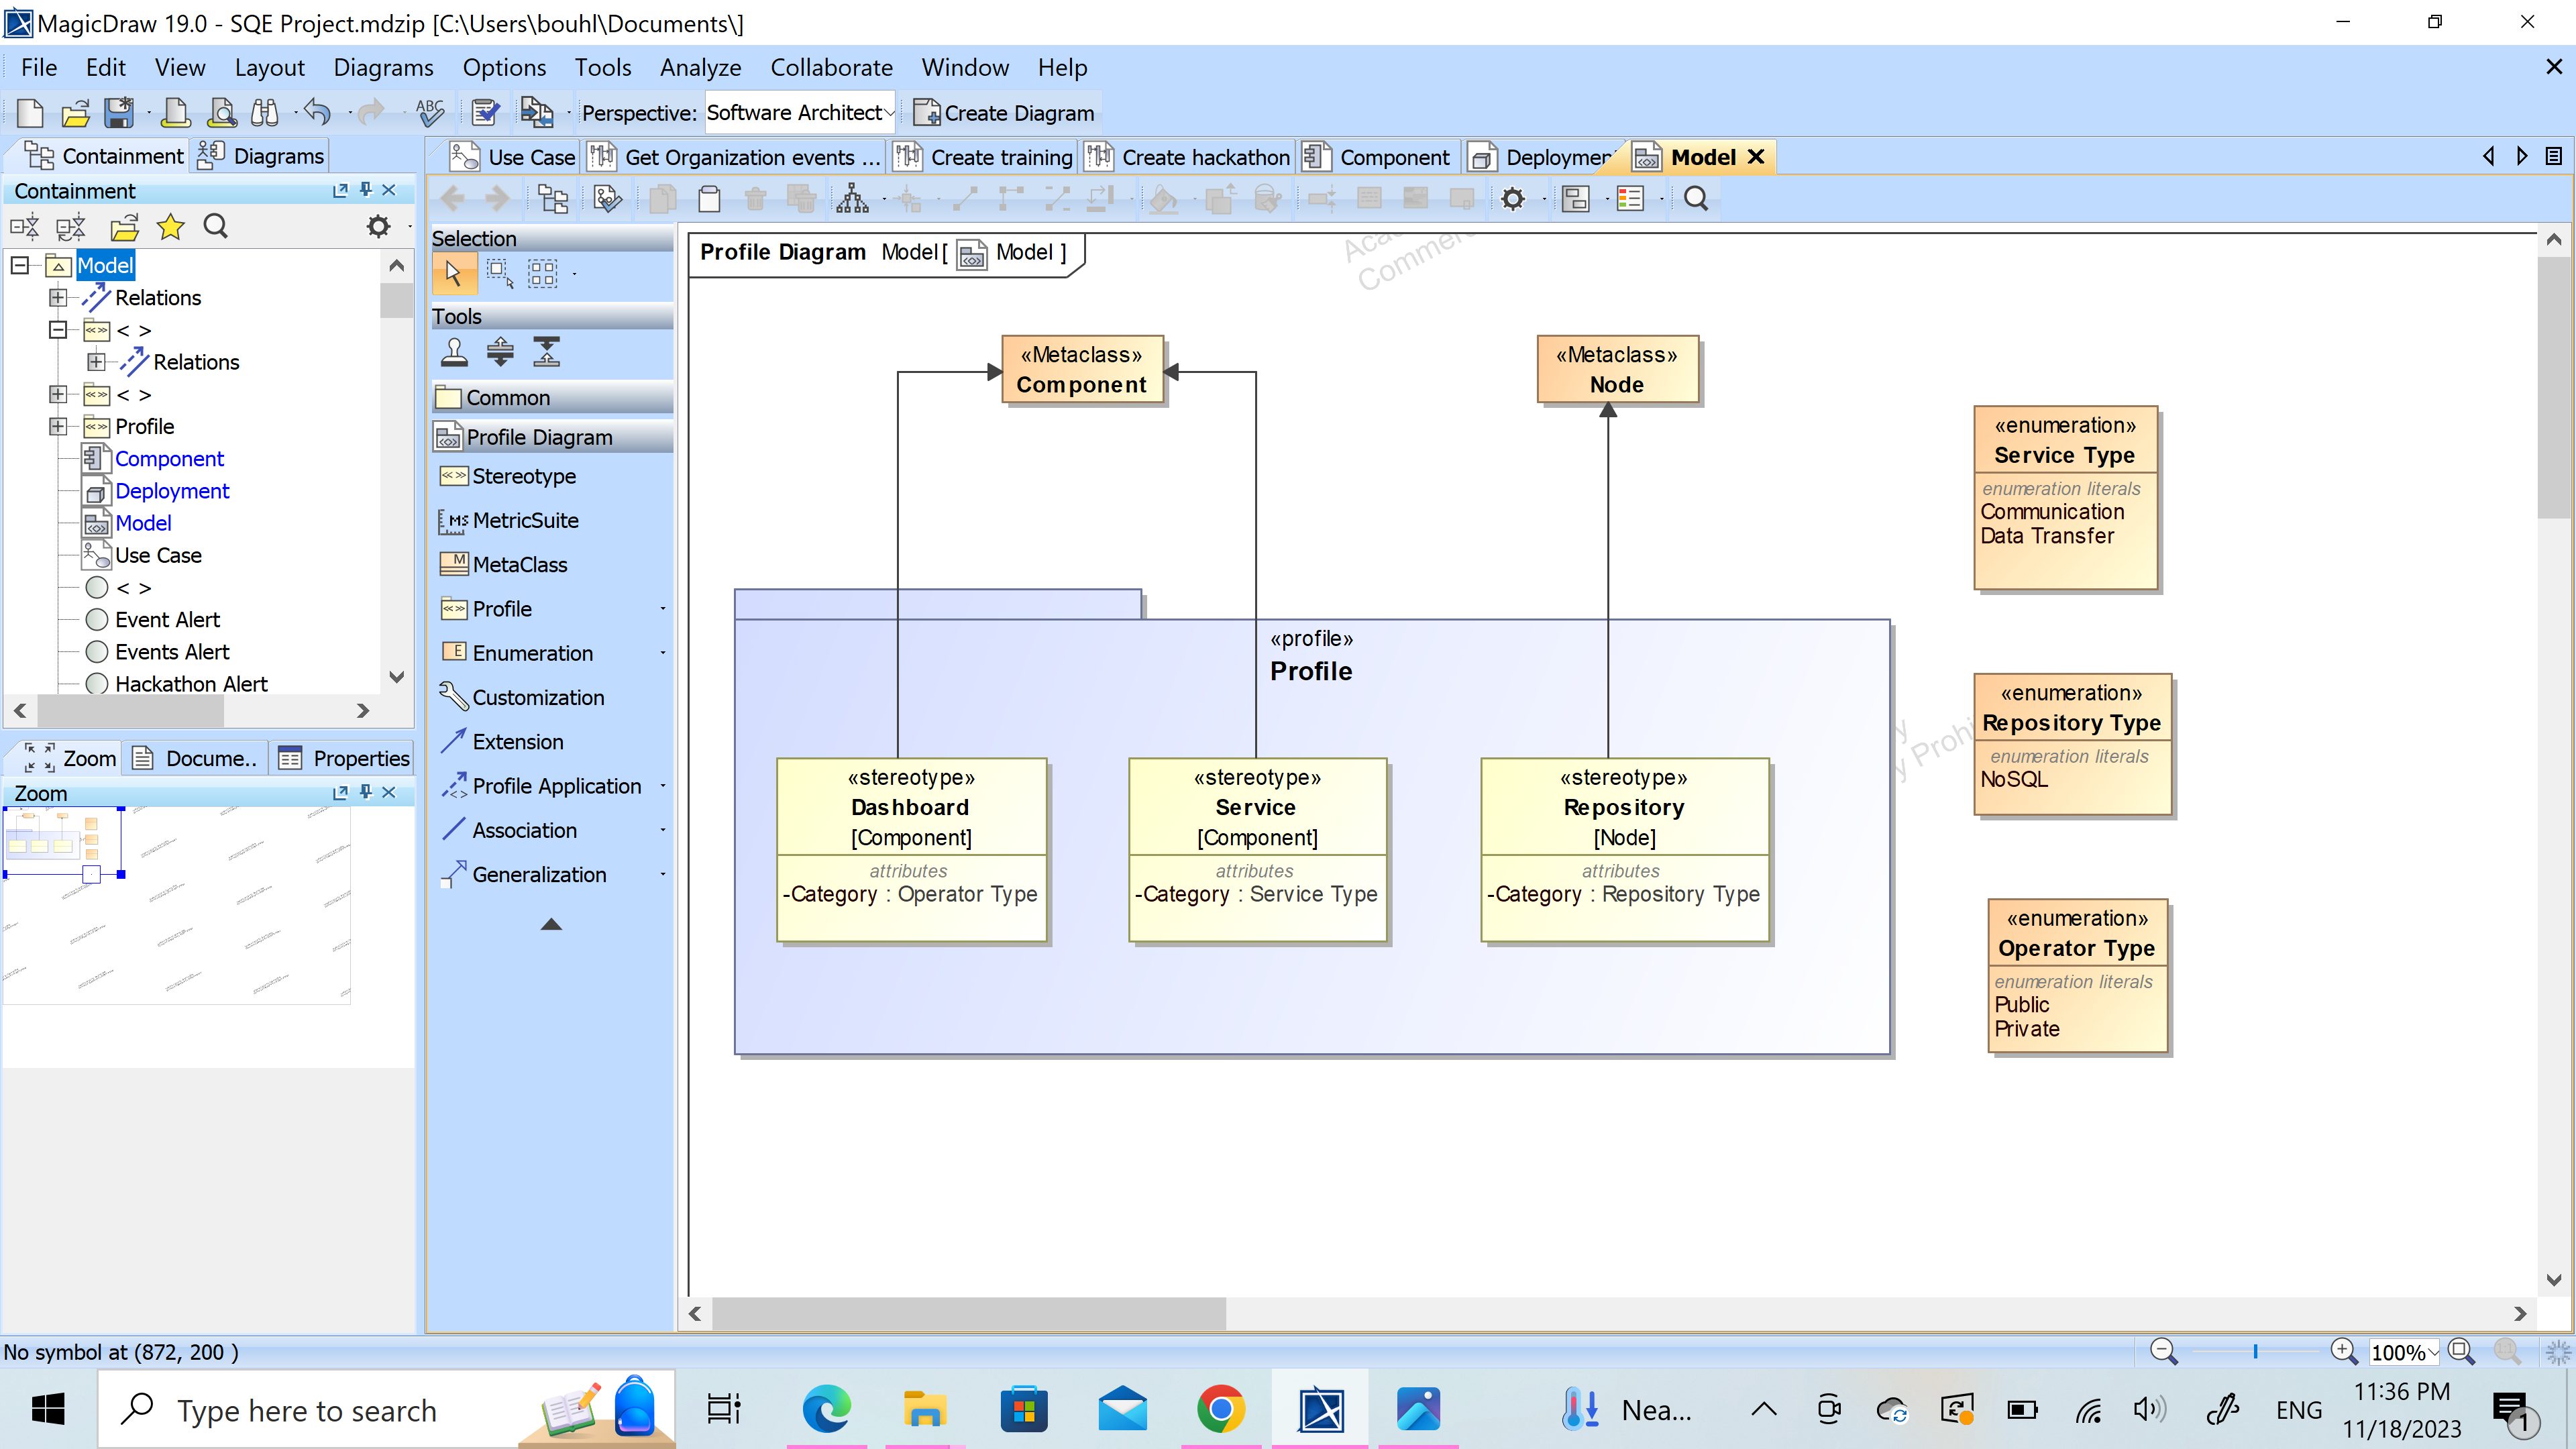 MagicDraw 19.0 - SQE Project.mdzip [C:\Users\bouhl\Documents\]
File Edit View Layout Diagrams Options Tools Analyze Collaborate Window Help
ABC Perspective: Software Architect Create Diagram
Containment Diagrams
Use Case Get Organization events ... Create training Create hackathon Component Deployment Model
Containment
Model
Relations
< >
Relations
< >
Profile
Component
Deployment
Model
Use Case
< >
Event Alert
Events Alert
Hackathon Alert
Zoom Docume.. Properties
Zoom
Selection
Tools
Common
Profile Diagram
Stereotype
MetricSuite
MetaClass
Profile
Enumeration
Customization
Extension
Profile Application
Association
Generalization
Profile Diagram Model[ Model ]
«Metaclass»
Component
«Metaclass»
Node
«enumeration»
Service Type
enumeration literals
Communication
Data Transfer
«profile»
Profile
«enumeration»
Repository Type
enumeration literals
NoSQL
«stereotype»
Dashboard
[Component]
attributes
-Category : Operator Type
«stereotype»
Service
[Component]
attributes
-Category : Service Type
«stereotype»
Repository
[Node]
attributes
-Category : Repository Type
«enumeration»
Operator Type
enumeration literals
Public
Private
No symbol at (872, 200 )
100%
Type here to search
Nea...
ENG
11:36 PM
11/18/2023
1